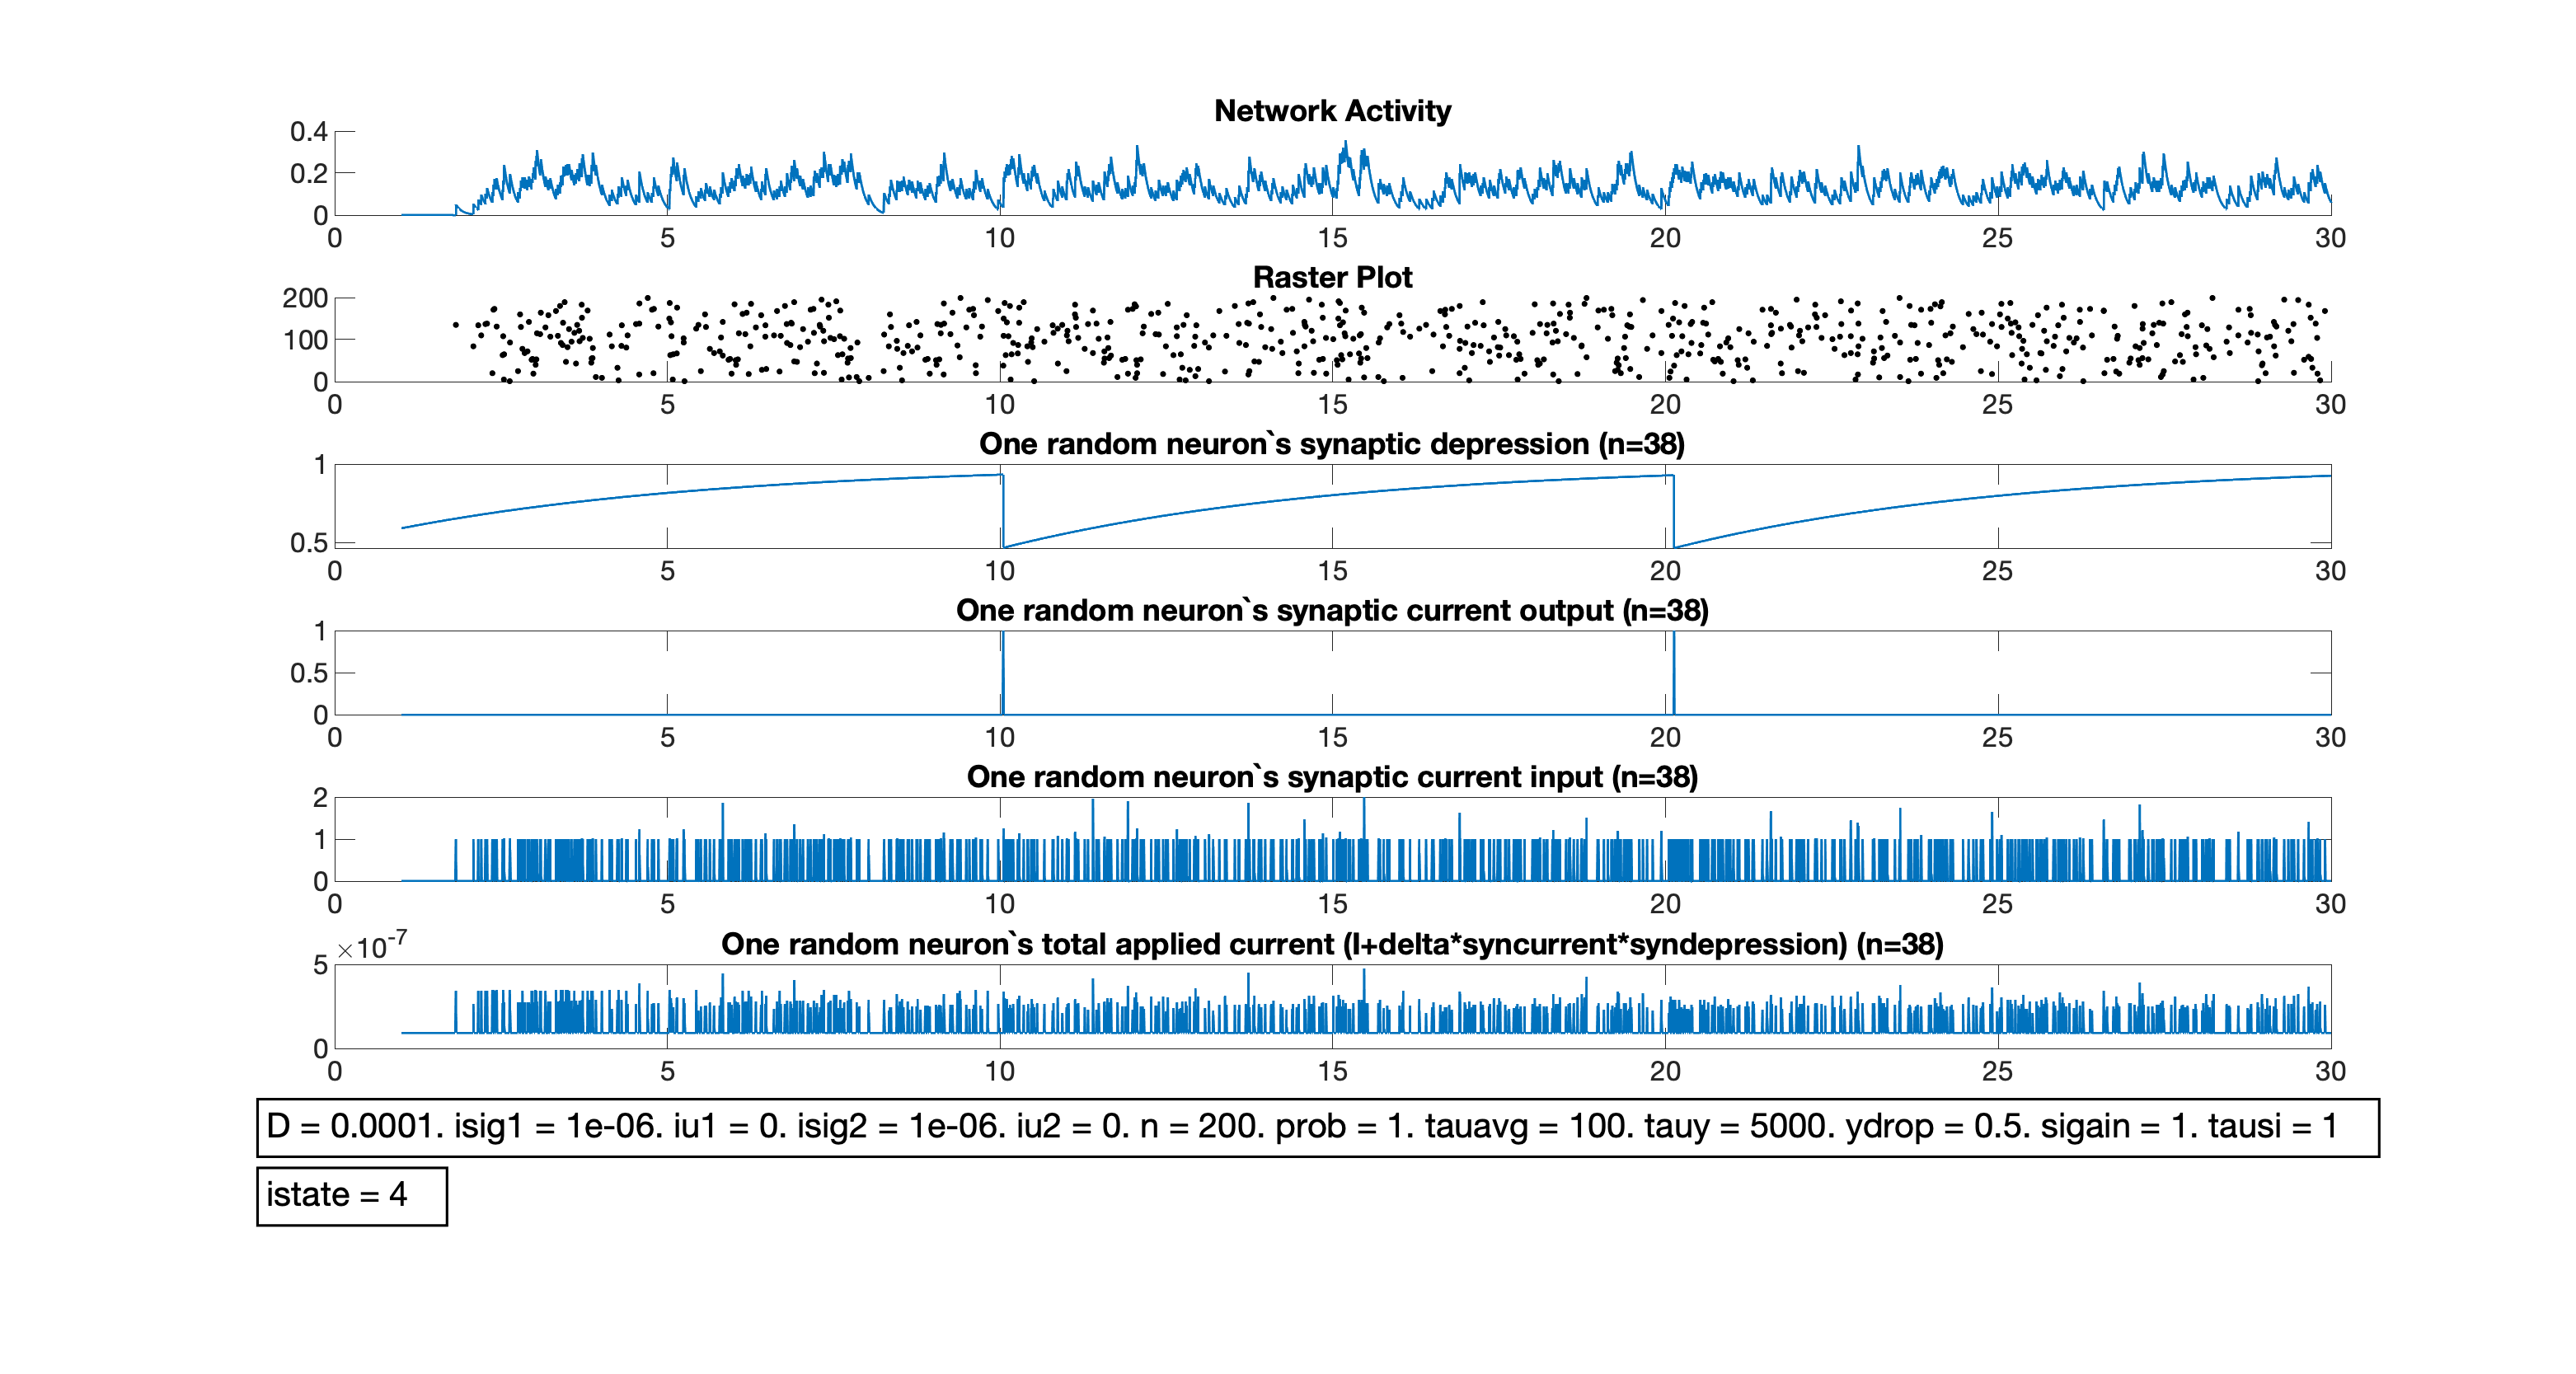 Network Activity
0.4
0.2
0
0 5 10 15 20 25 30
Raster Plot
200
100
0
0 5 10 15 20 25 30
One random neuron`s synaptic depression (n=38)
1
0.5
0 5 10 15 20 25 30
One random neuron`s synaptic current output (n=38)
1
0.5
0
0 5 10 15 20 25 30
One random neuron`s synaptic current input (n=38)
2
1
0
0 5 10 15 20 25 30
One random neuron`s total applied current (I+delta*syncurrent*syndepression) (n=38)
×10-7
5
0
0 5 10 15 20 25 30
D = 0.0001. isig1 = 1e-06. iu1 = 0. isig2 = 1e-06. iu2 = 0. n = 200. prob = 1. tauavg = 100. tauy = 5000. ydrop = 0.5. sigain = 1. tausi = 1
istate = 4